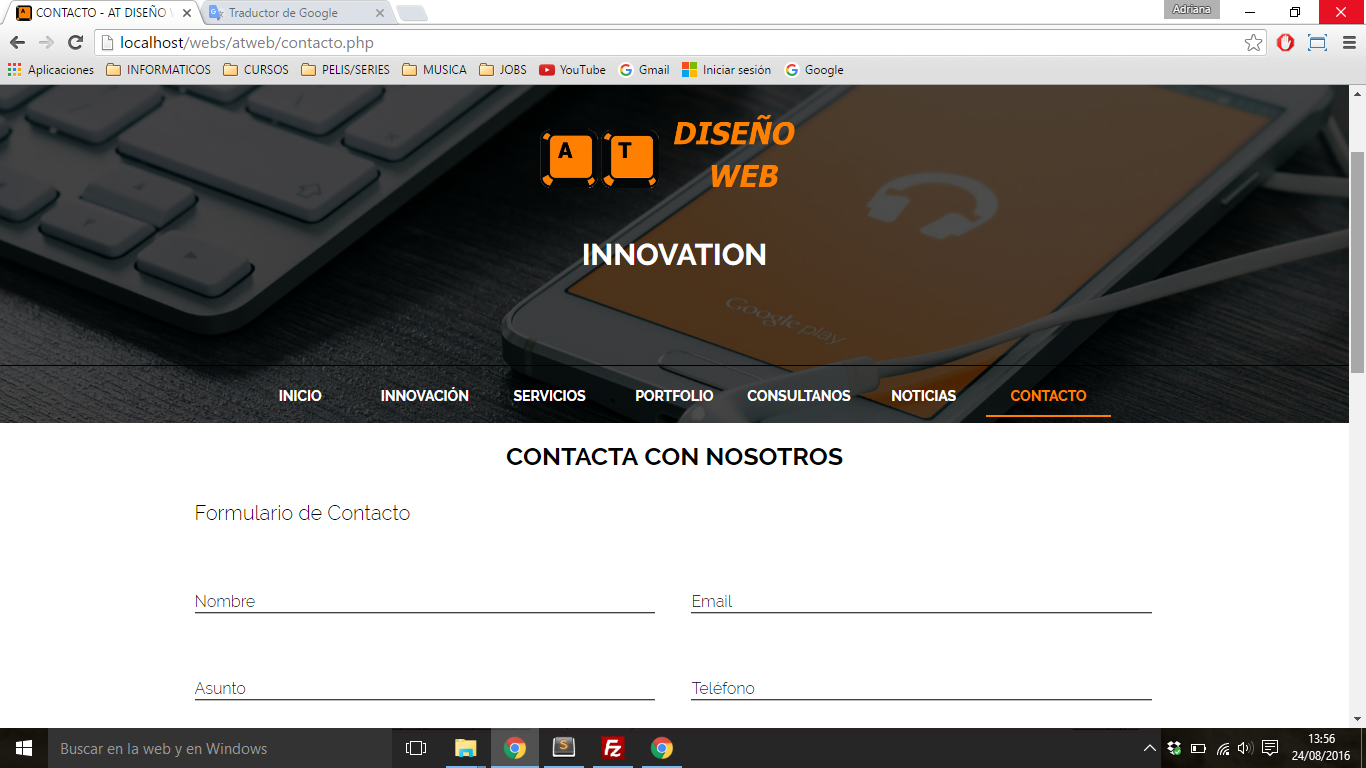 CONTACTO - AT DISEÑO
Traductor de Google
Adriana
localhost/webs/atweb/contacto.php
Aplicaciones
INFORMATICOS
CURSOS
PELIS/SERIES
MUSICA
JOBS
YouTube
Gmail
Iniciar sesión
Google
A T
DISEÑO
WEB
INNOVATION
Google play
INICIO
INNOVACIÓN
SERVICIOS
PORTFOLIO
CONSULTANOS
NOTICIAS
CONTACTO
CONTACTA CON NOSOTROS
Formulario de Contacto
Nombre
Email
Asunto
Teléfono
Buscar en la web y en Windows
13:56
24/08/2016